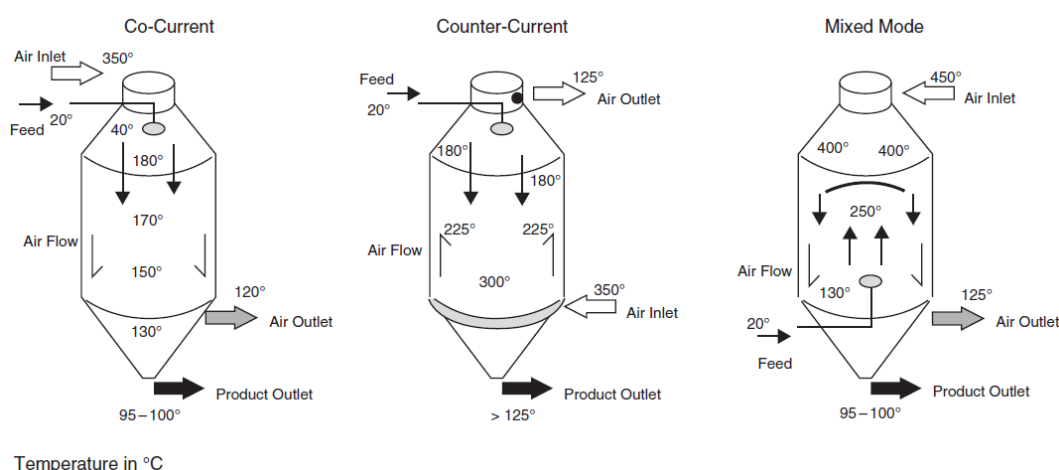 Co-Current
Air Inlet
350°
Feed
20°
40°
180°
170°
Air Flow
150°
120°
Air Outlet
130°
Product Outlet
95–100°
Counter-Current
Feed
20°
125°
Air Outlet
180°
180°
225°
225°
Air Flow
300°
350°
Air Inlet
Product Outlet
> 125°
Mixed Mode
450°
Air Inlet
400°
400°
250°
Air Flow
130°
125°
Air Outlet
20°
Feed
Product Outlet
95–100°
Temperature in °C